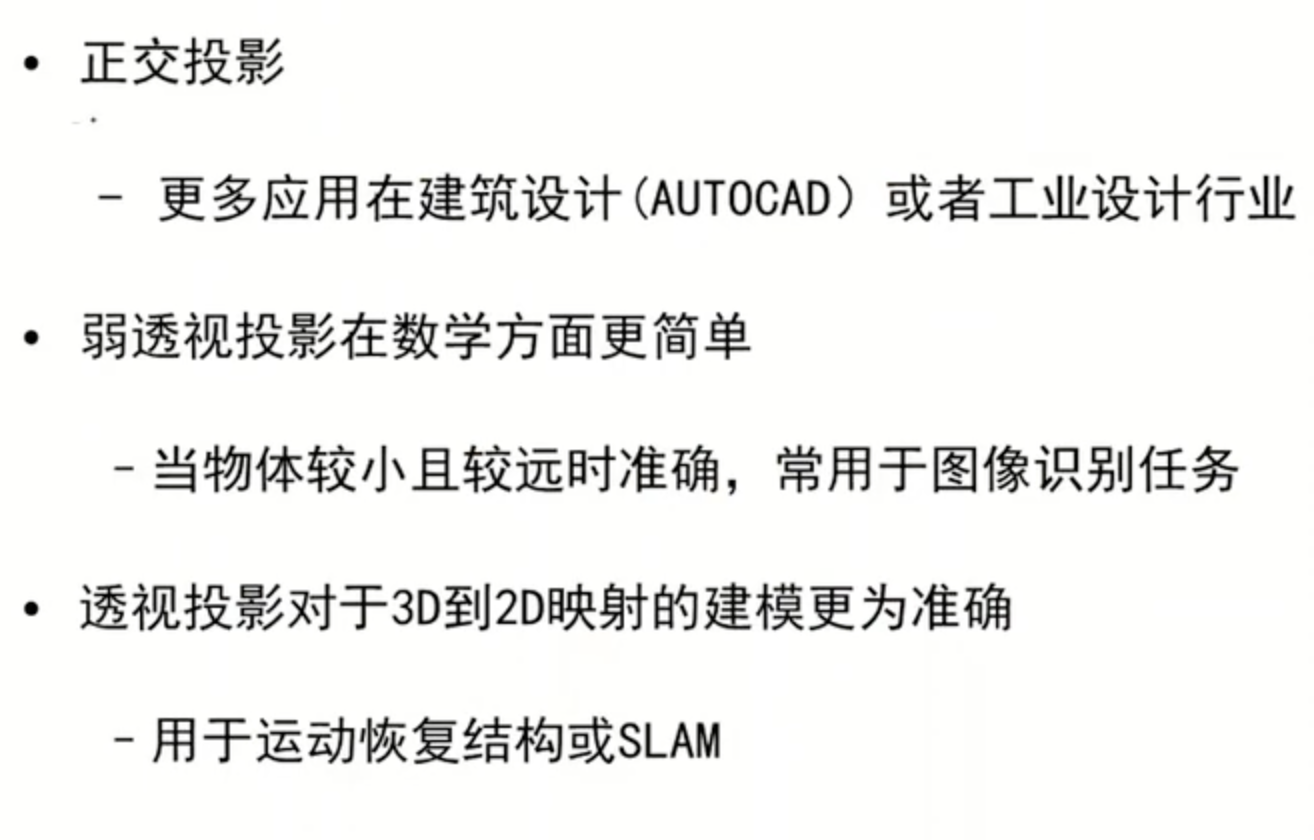 • 正交投影
– 更多应用在建筑设计(AUTOCAD）或者工业设计行业
• 弱透视投影在数学方面更简单
–当物体较小且较远时准确，常用于图像识别任务
• 透视投影对于3D到2D映射的建模更为准确
–用于运动恢复结构或SLAM